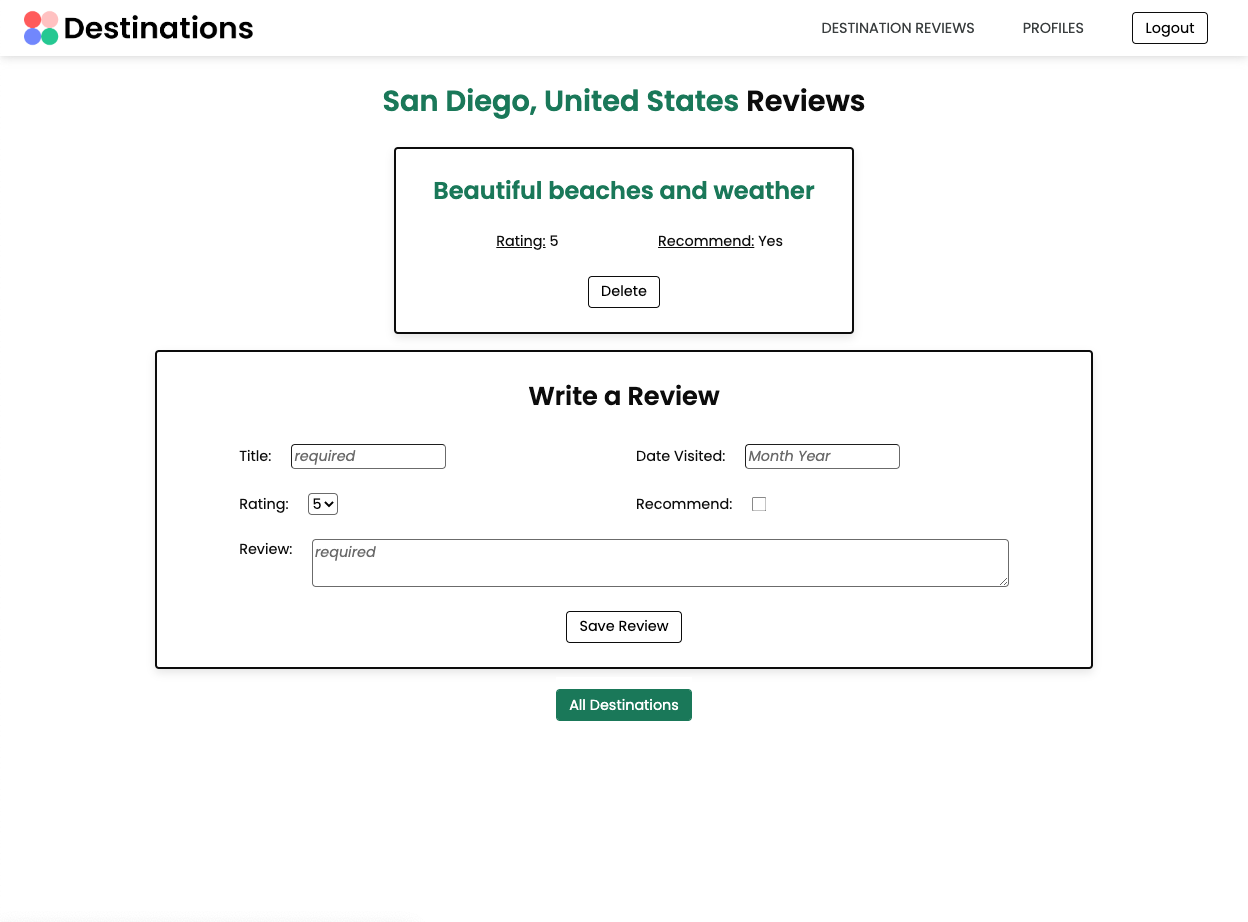 Destinations DESTINATION REVIEWS PROFILES Logout
San Diego, United States Reviews
Beautiful beaches and weather
Rating: 5 Recommend: Yes
Delete
Write a Review
Title: required Date Visited: Month Year
Rating: 5 Recommend:
Review: required
Save Review
All Destinations